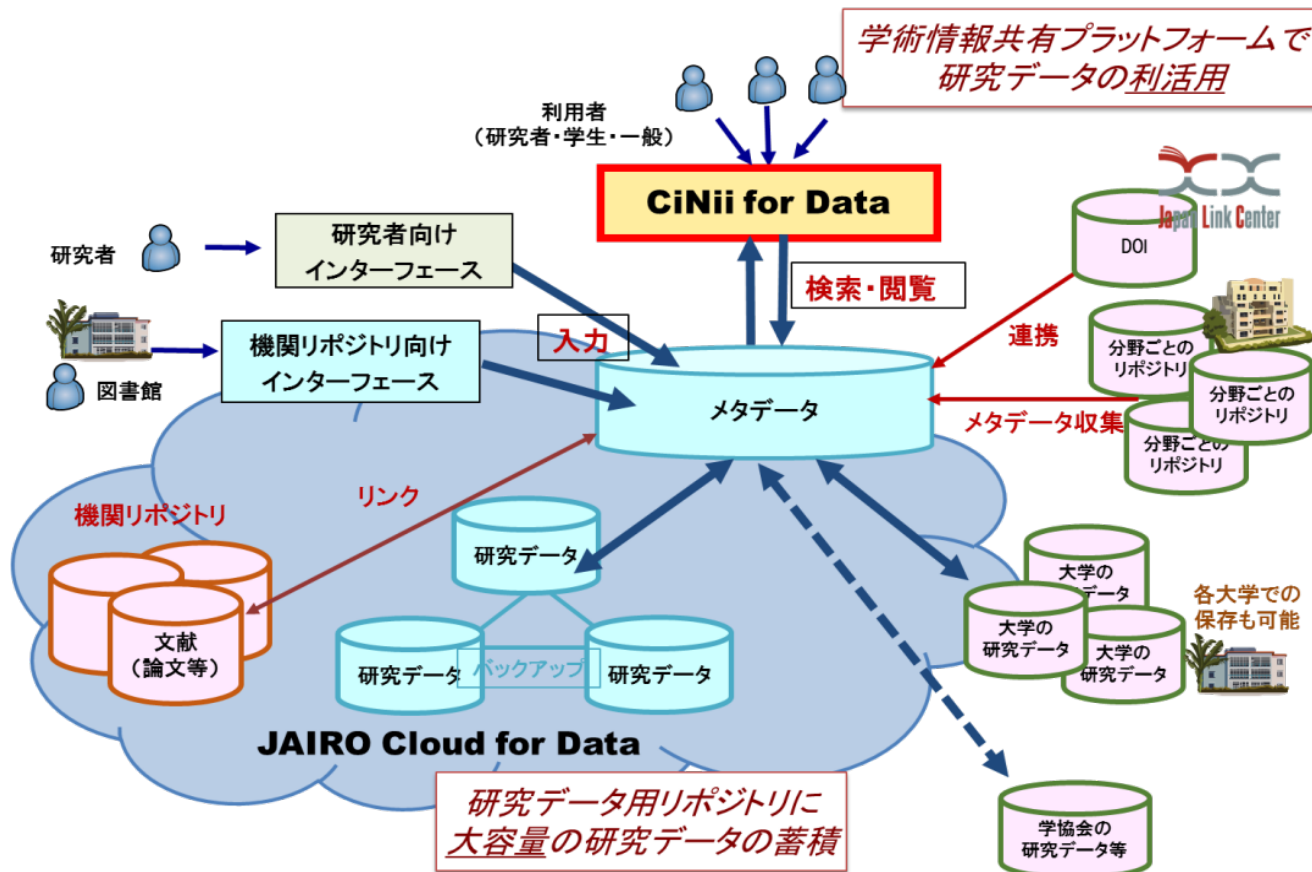 学術情報共有プラットフォームで
研究データの利活用
利用者
(研究者・学生・一般)
CiNii for Data
Japan Link Center
DOI
研究者
研究者向け
インターフェース
検索・閲覧
連携
入力
図書館
機関リポジトリ向け
インターフェース
メタデータ
メタデータ収集
分野ごとの
リポジトリ
分野ごとの
リポジトリ
分野ごとの
リポジトリ
リンク
機関リポジトリ
文献
(論文等)
研究データ
研究データ
バックアップ
研究データ
大学の
データ
大学の
研究データ
大学の
研究データ
各大学での
保存も可能
JAIRO Cloud for Data
研究データ用リポジトリに
大容量の研究データの蓄積
学協会の
研究データ等